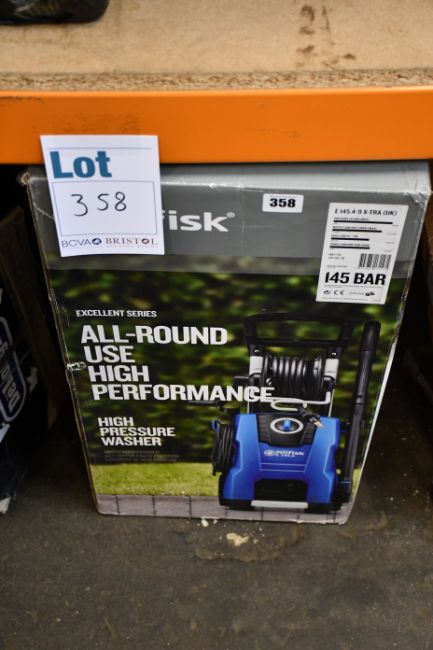 Lot
358
BCVA BRISTOL
fisk®
358
E 145.4-9 X-TRA (UK)
145 BAR
EXCELLENT SERIES
ALL-ROUND
USE
HIGH
PERFORMANCE
HIGH
PRESSURE
WASHER
Nilfisk